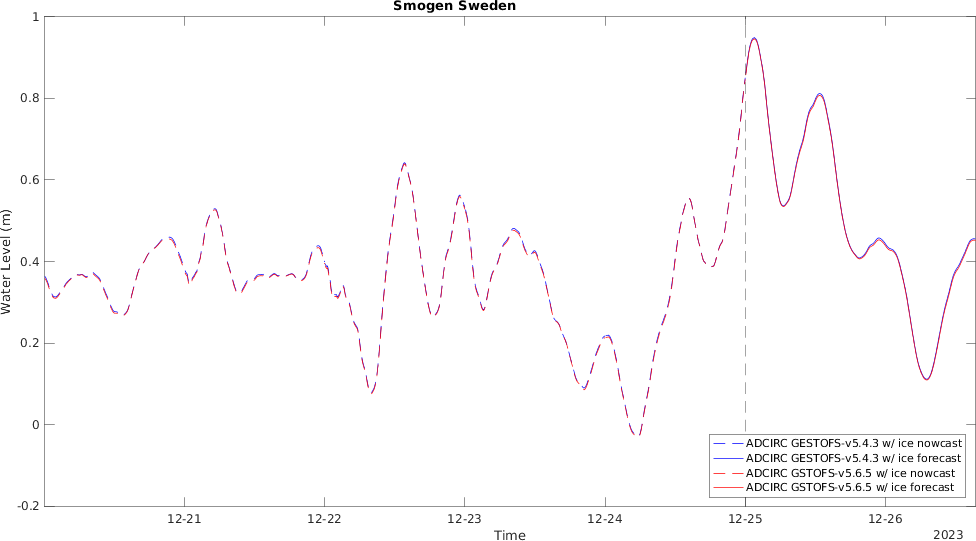 Smogen Sweden
Water Level (m)
1
0.8
0.6
0.4
0.2
0
-0.2
12-21
12-22
12-23
12-24
12-25
12-26
Time
2023
ADCIRC GESTOFS-v5.4.3 w/ ice nowcast
ADCIRC GESTOFS-v5.4.3 w/ ice forecast
ADCIRC GSTOFS-v5.6.5 w/ ice nowcast
ADCIRC GSTOFS-v5.6.5 w/ ice forecast